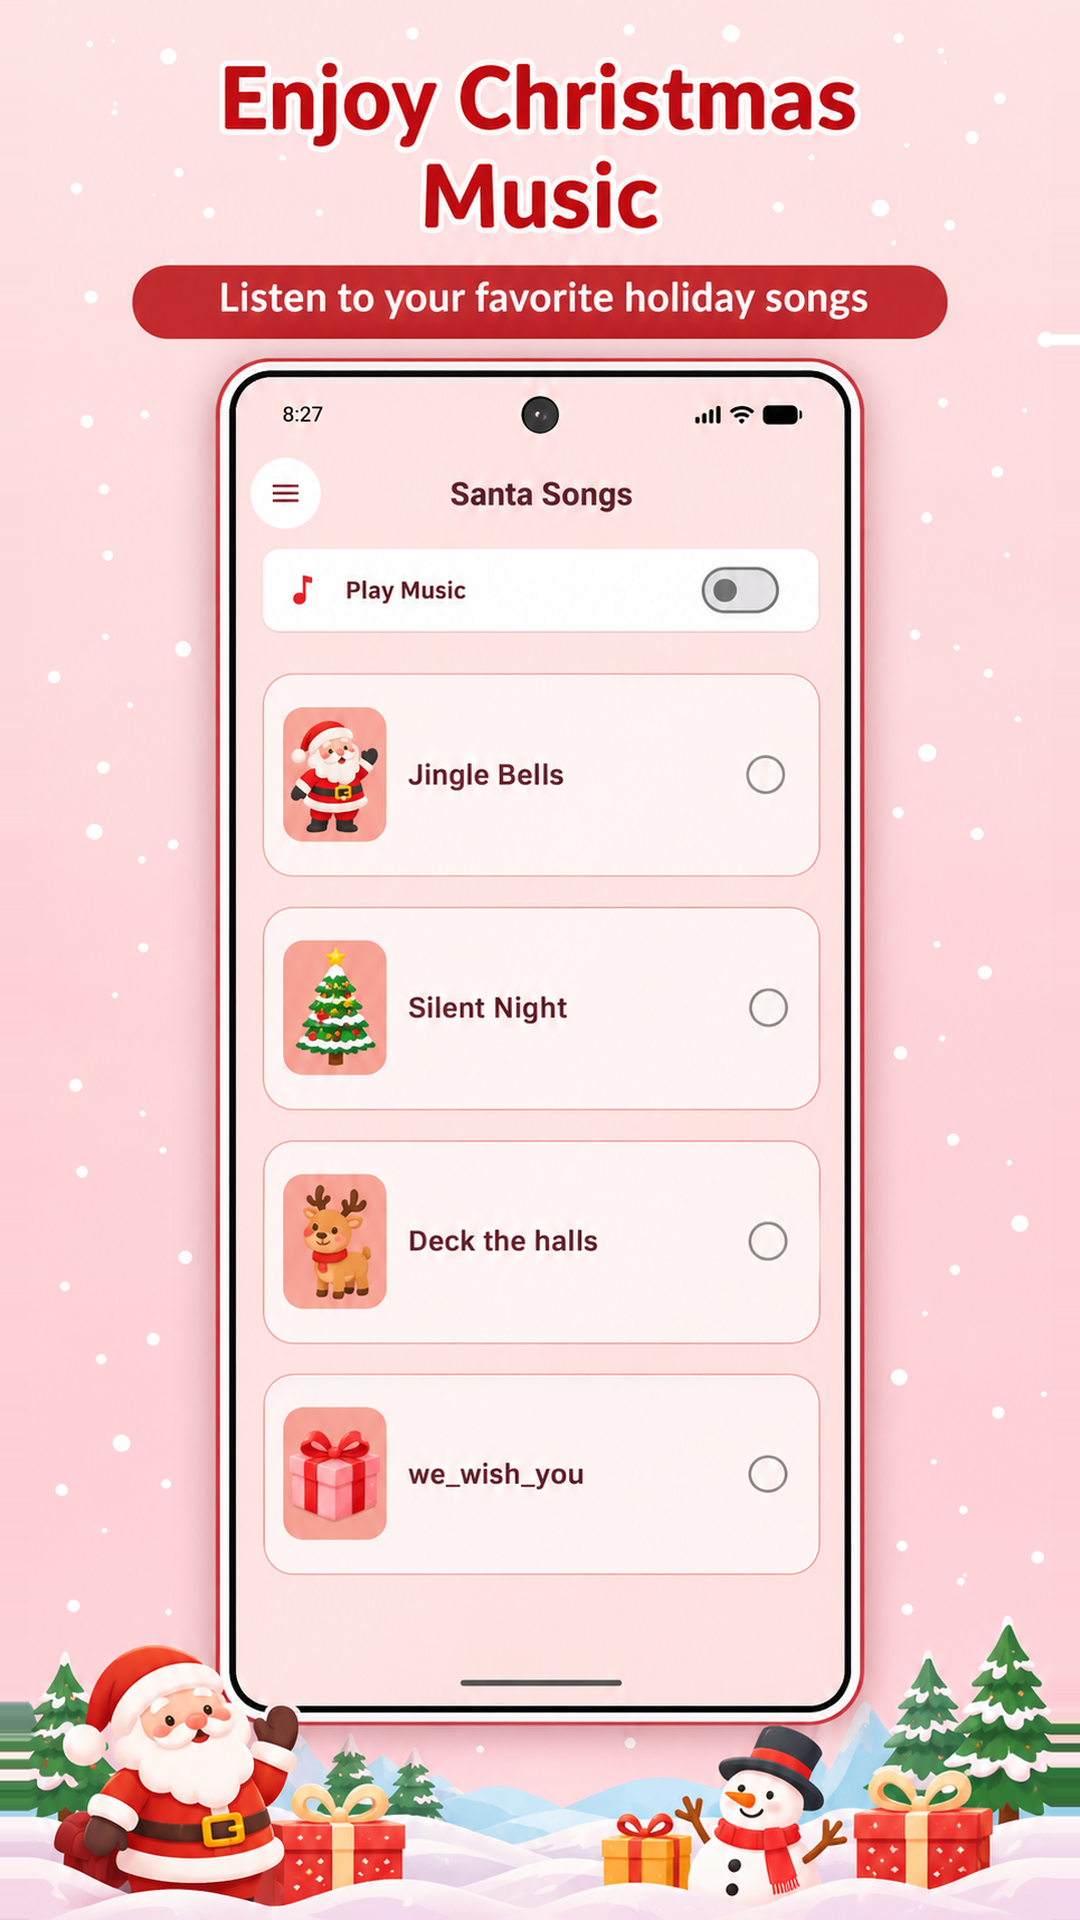 Enjoy Christmas
Music
Listen to your favorite holiday songs
8:27
Santa Songs
Play Music
Jingle Bells
Silent Night
Deck the halls
we_wish_you